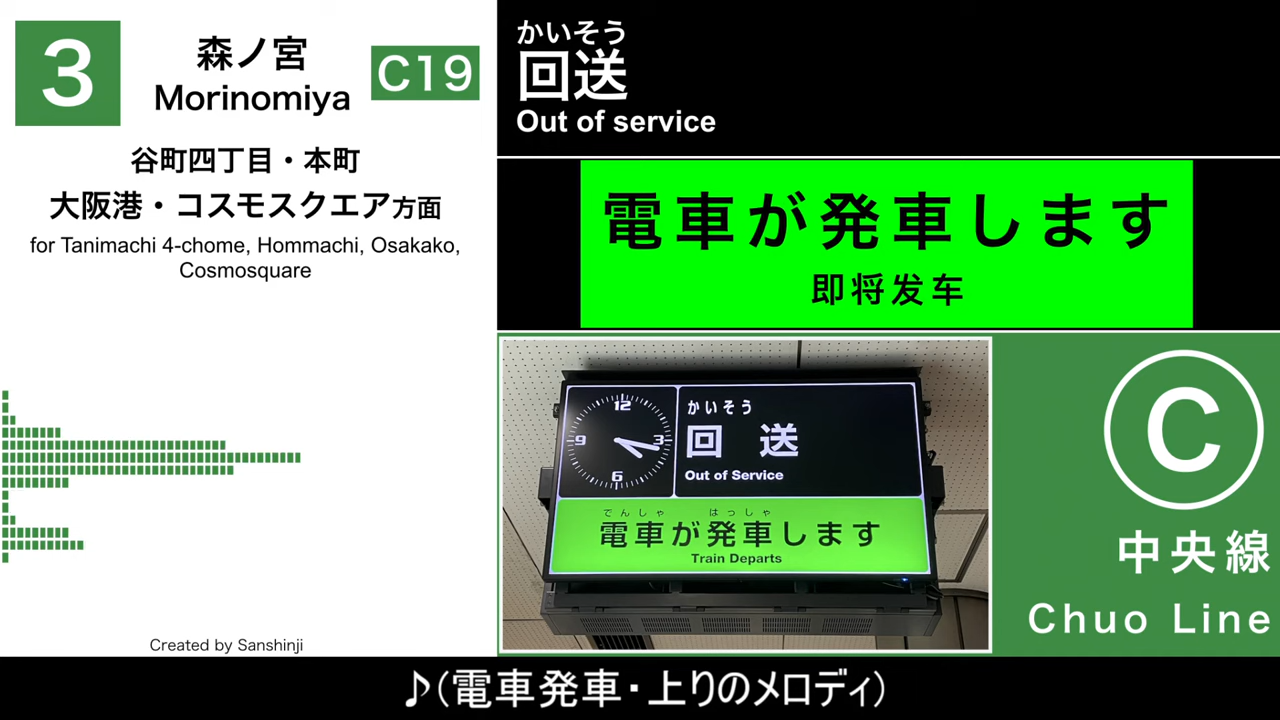 3
森ノ宮
Morinomiya
C19
谷町四丁目・本町
大阪港・コスモスクエア方面
for Tanimachi 4-chome, Hommachi, Osakako,
Cosmosquare
Created by Sanshinji
かいそう
回送
Out of service
電車が発車します
即将发车
12
3
6
9
かいそう
回送
Out of Service
でんしゃ はっしゃ
電車が発車します
Train Departs
C
中央線
Chuo Line
♪(電車発車・上りのメロディ)